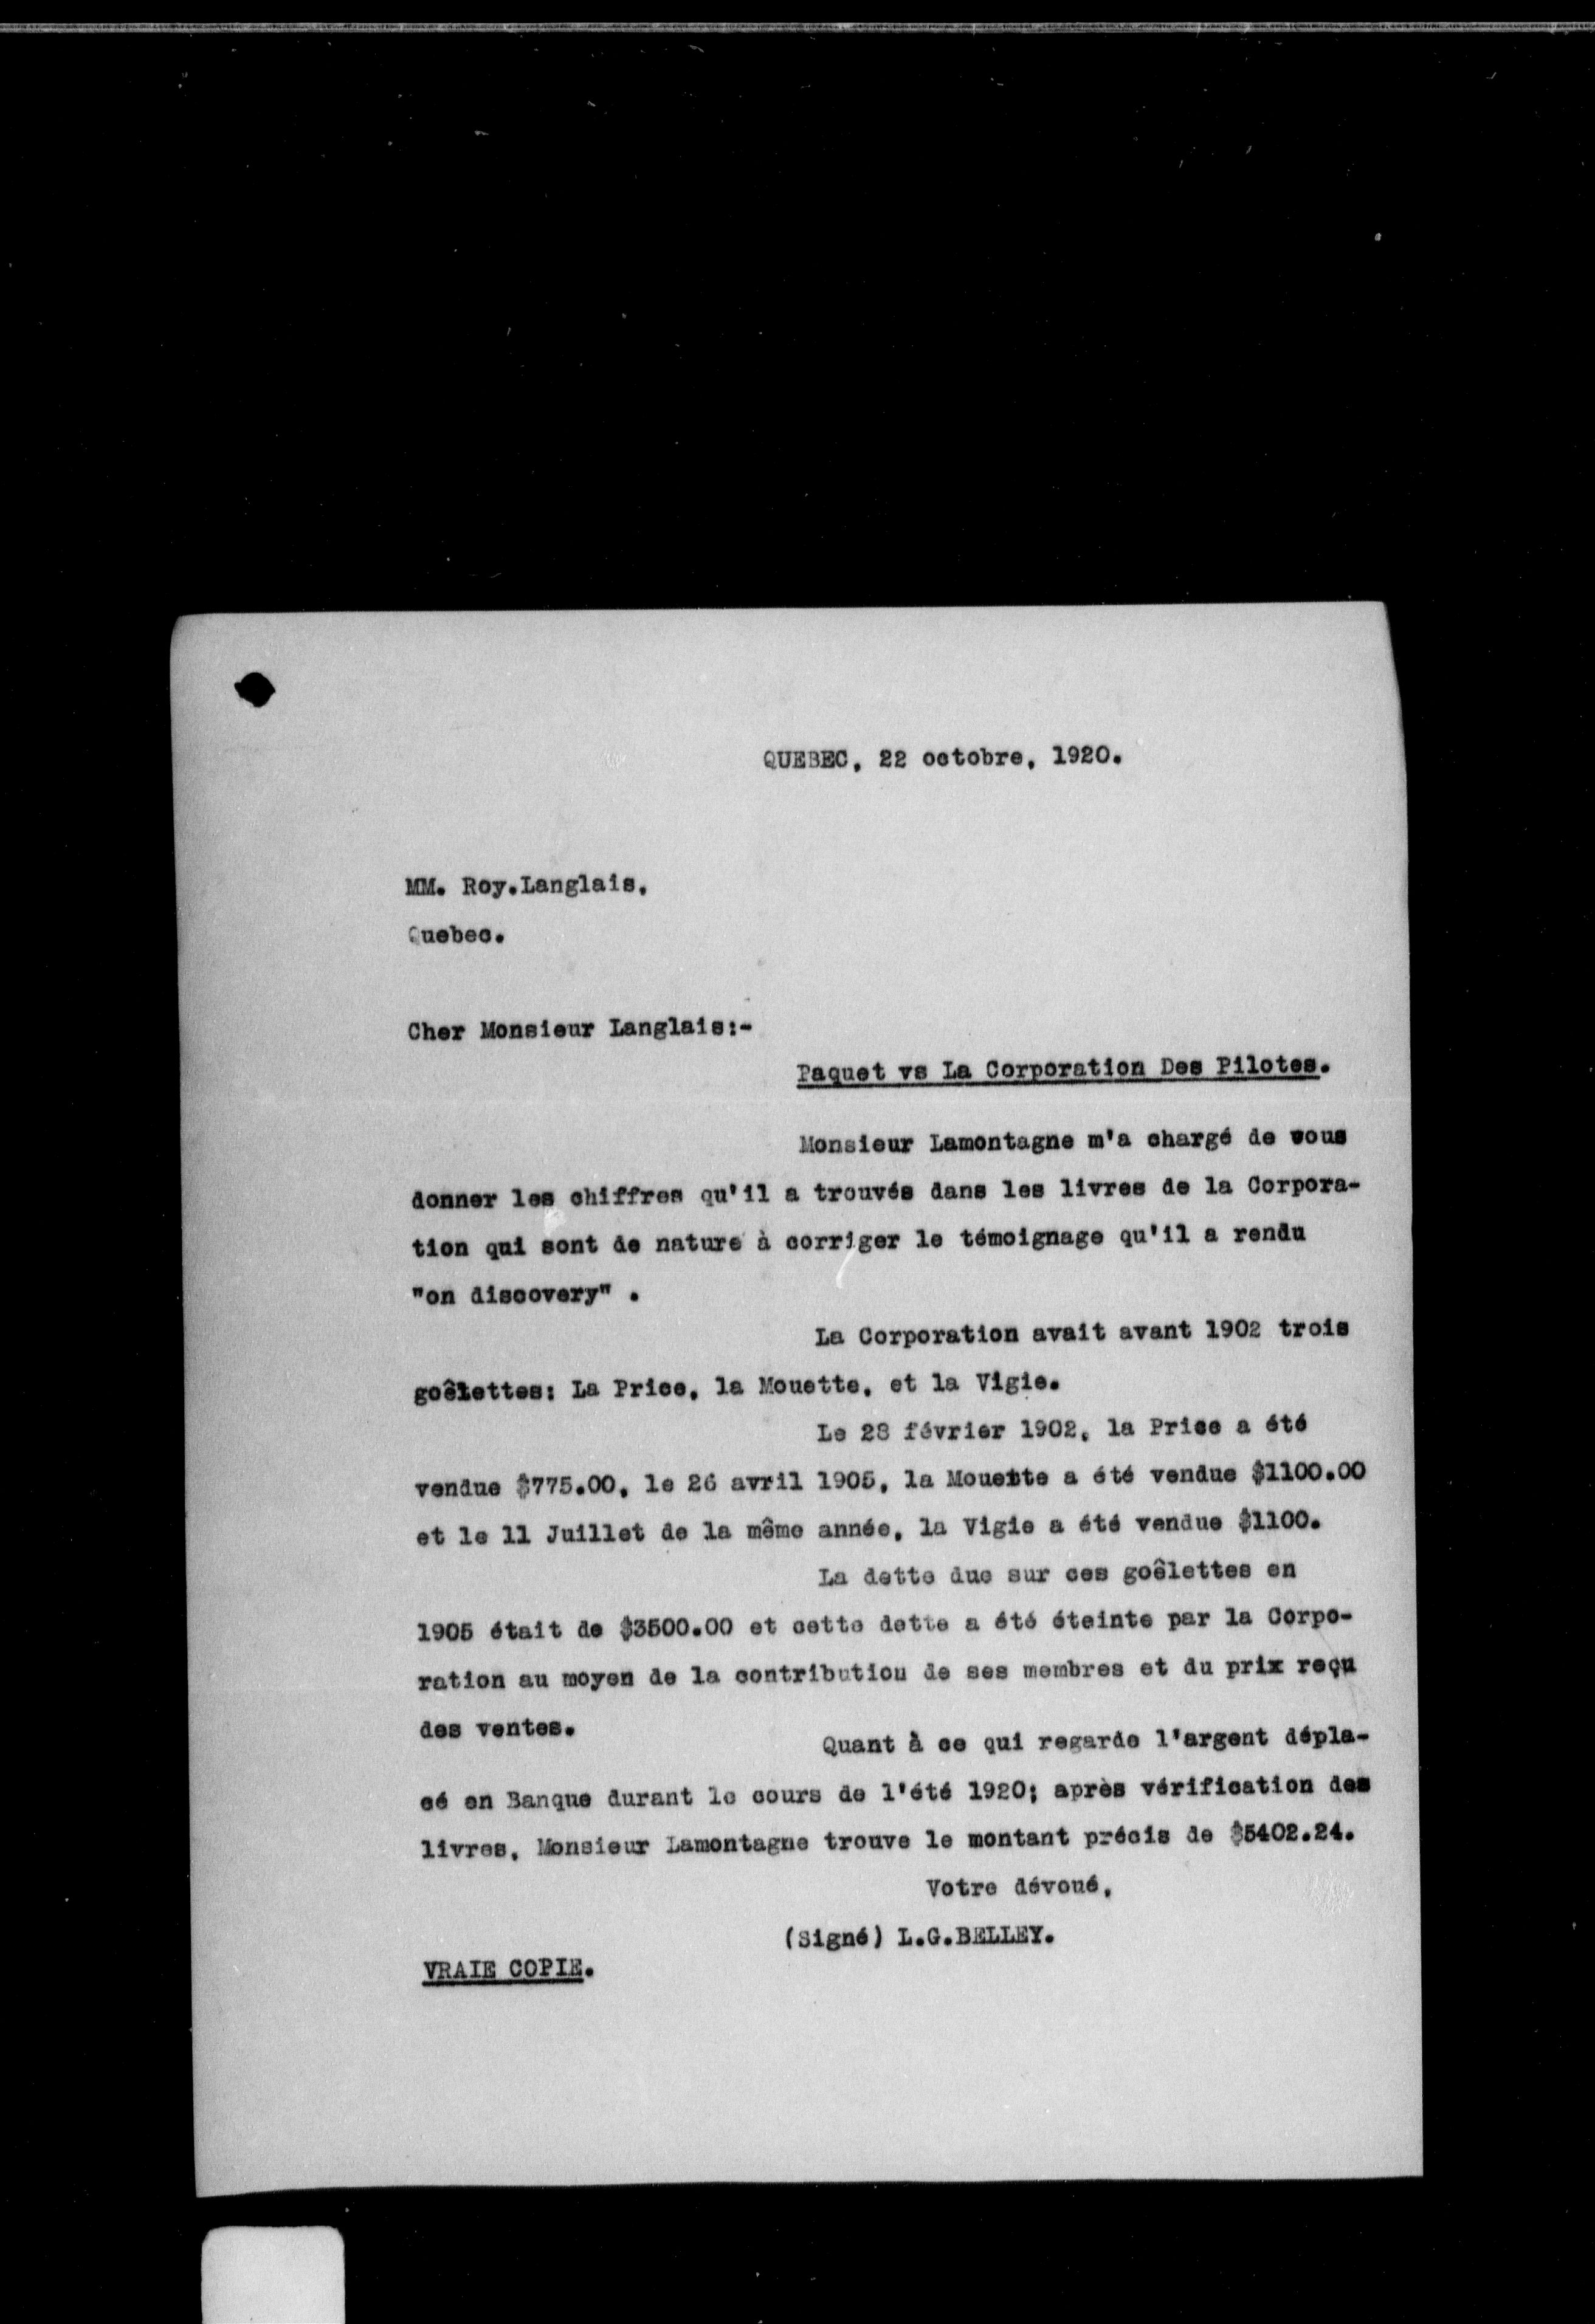 QUEBEC, 22 octobre, 1920.
MM. Roy.Langlais,
Quebec.
Cher Monsieur Langlais:-
Paquet vs La Corporation Des Pilotes.
Monsieur Lamontagne m'a chargé de vous
donner les chiffres qu'il a trouvés dans les livres de la Corpora-
tion qui sont de nature à corriger le témoignage qu'il a rendu
"on discovery" .
La Corporation avait avant 1902 trois
goêlettes: La Price, la Mouette, et la Vigie.
Le 28 février 1902, la Price a été
vendue $775.00, le 26 avril 1905, la Mouette a été vendue $1100.00
et le 11 Juillet de la même année, la Vigie a été vendue $1100.
La dette due sur ces goêlettes en
1905 était de $3500.00 et cette dette a été éteinte par la Corpo-
ration au moyen de la contribution de ses membres et du prix reçu
des ventes.
Quant à ce qui regarde l'argent dépla-
cé en Banque durant le cours de l'été 1920; après vérification des
livres, Monsieur Lamontagne trouve le montant précis de $5402.24.
Votre dévoué,
(Signé) L.G.BELLEY.
VRAIE COPIE.